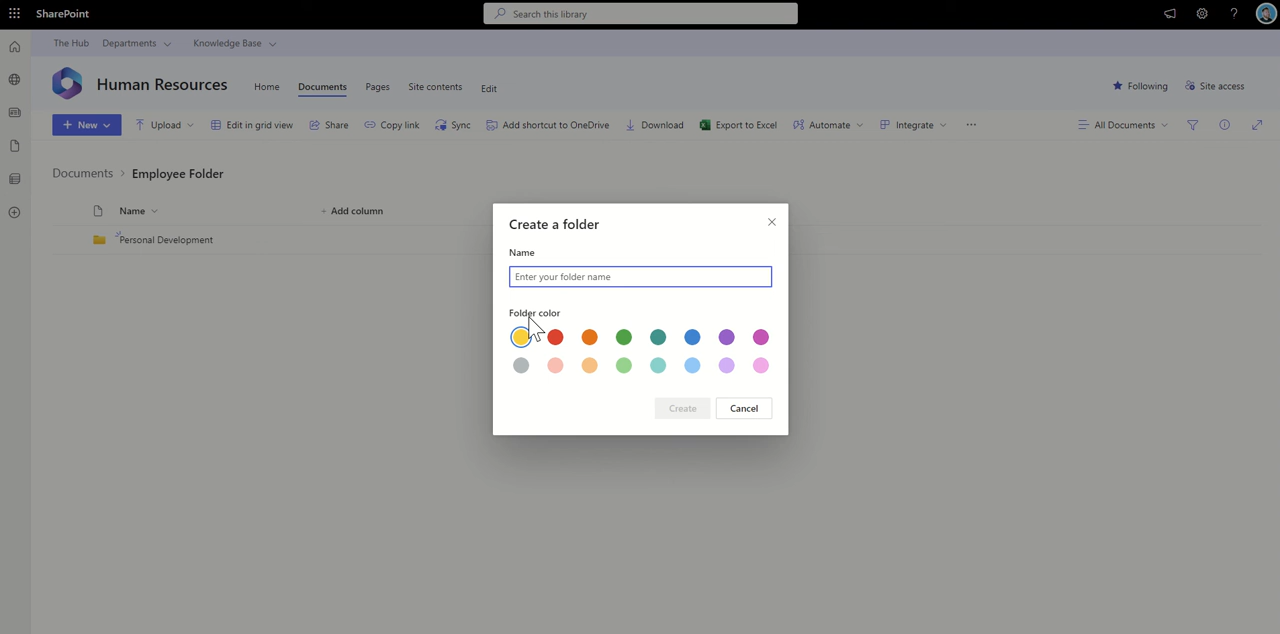 SharePoint
Search this library
?
The Hub Departments Knowledge Base
Human Resources Home Documents Pages Site contents Edit
Following Site access
+ New Upload Edit in grid view Share Copy link Sync Add shortcut to OneDrive Download Export to Excel Automate Integrate ... All Documents
Documents > Employee Folder
Name + Add column
Personal Development
Create a folder
Name
Enter your folder name
Folder color
Create Cancel